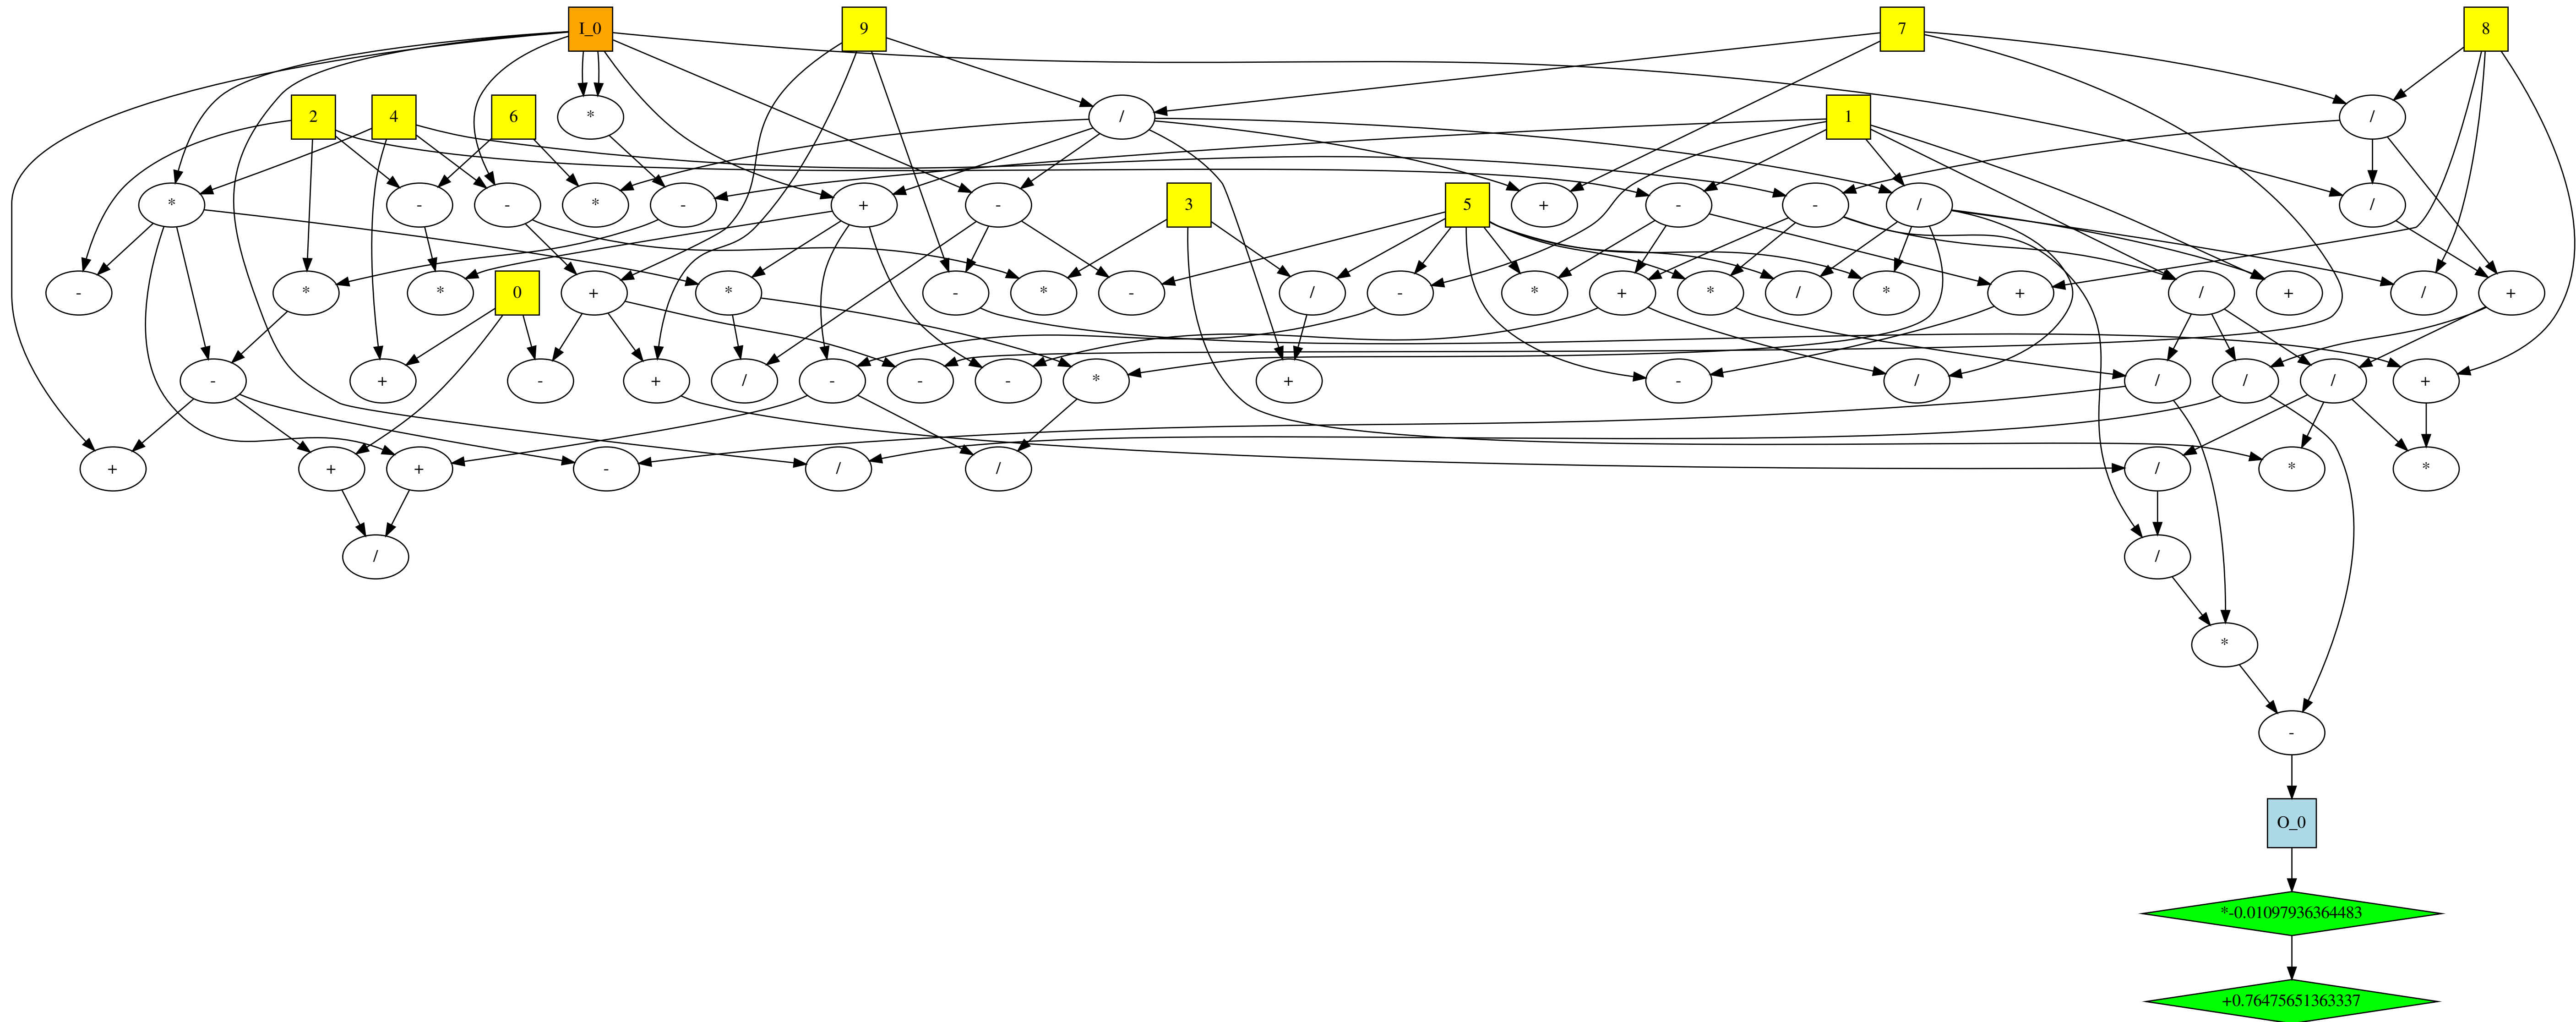 I_0 9 7 8
2 4 6 * / 1 /
* - - * - + - 3 5 + - - / /
- * * 0 + * - * - / - * + * / * + / + / +
- + - + / - - - * + - / / / / +
+ + + - / / / * *
/ /
*
-
O_0
*-0.01097936364483
+0.76475651363337